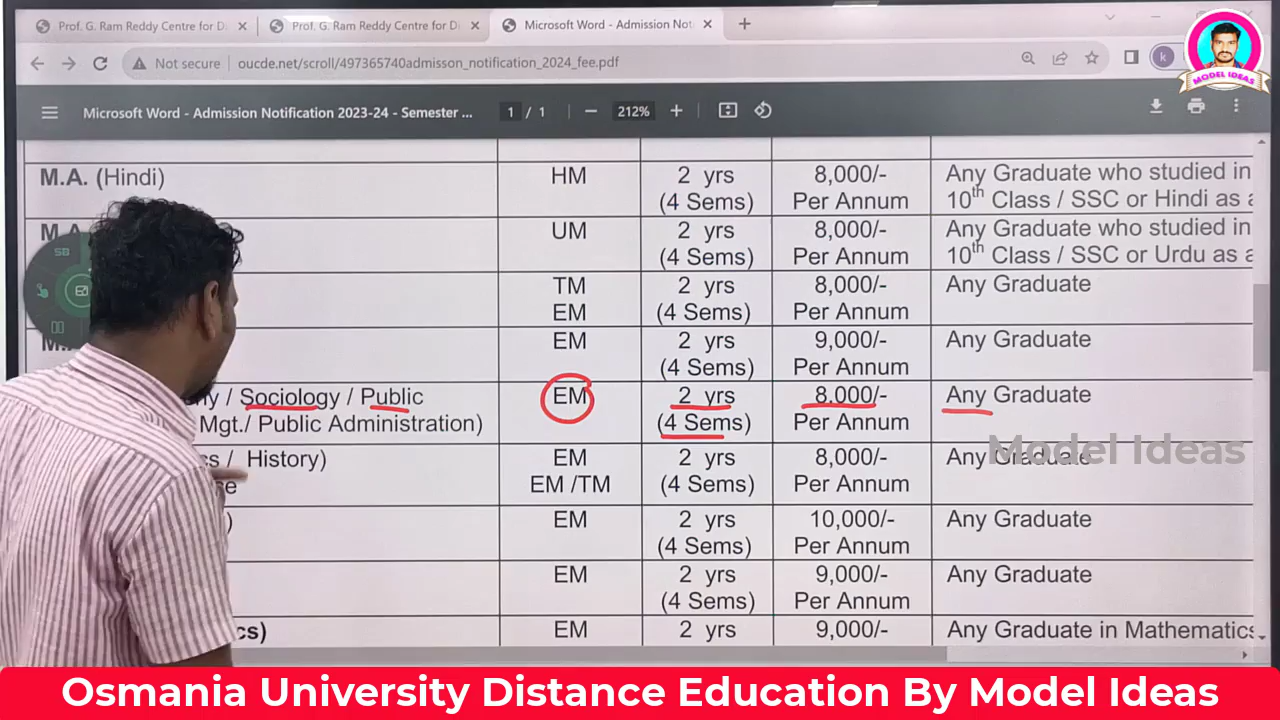 Prof. G. Ram Reddy Centre for Di
Prof. G. Ram Reddy Centre for Di
Microsoft Word - Admission Not
Not secure
oucde.net/scroll/497365740admisson_notification_2024_fee.pdf
k
MODEL IDEAS
Microsoft Word - Admission Notification 2023-24 - Semester ...
1 / 1
212%
M.A. (Hindi) HM 2 yrs 8,000/- Any Graduate who studied in
(4 Sems) Per Annum 10th Class / SSC or Hindi as a
M.A. UM 2 yrs 8,000/- Any Graduate who studied in
(4 Sems) Per Annum 10th Class / SSC or Urdu as a
TM 2 yrs 8,000/- Any Graduate
EM (4 Sems) Per Annum
EM 2 yrs 9,000/- Any Graduate
(4 Sems) Per Annum
/ Sociology / Public EM 2 yrs 8,000/- Any Graduate
Mgt./ Public Administration) (4 Sems) Per Annum
/ History) EM 2 yrs 8,000/- Any Graduate
EM /TM (4 Sems) Per Annum
EM 2 yrs 10,000/- Any Graduate
(4 Sems) Per Annum
EM 2 yrs 9,000/- Any Graduate
(4 Sems) Per Annum
cs) EM 2 yrs 9,000/- Any Graduate in Mathematics
Model Ideas
Osmania University Distance Education By Model Ideas